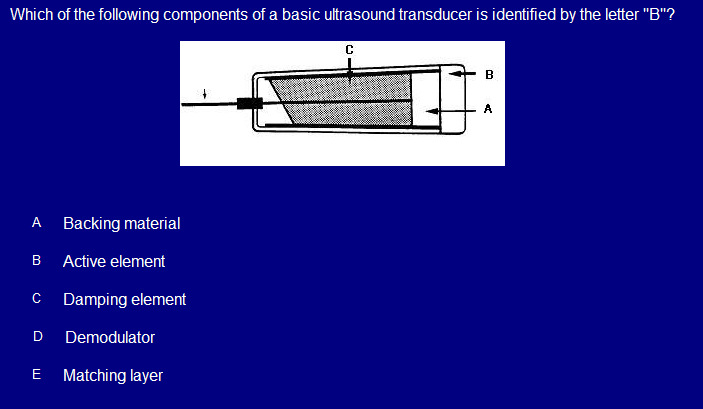 Which of the following components of a basic ultrasound transducer is identified by the letter "B"?
C
B
A
A Backing material
B Active element
C Damping element
D Demodulator
E Matching layer